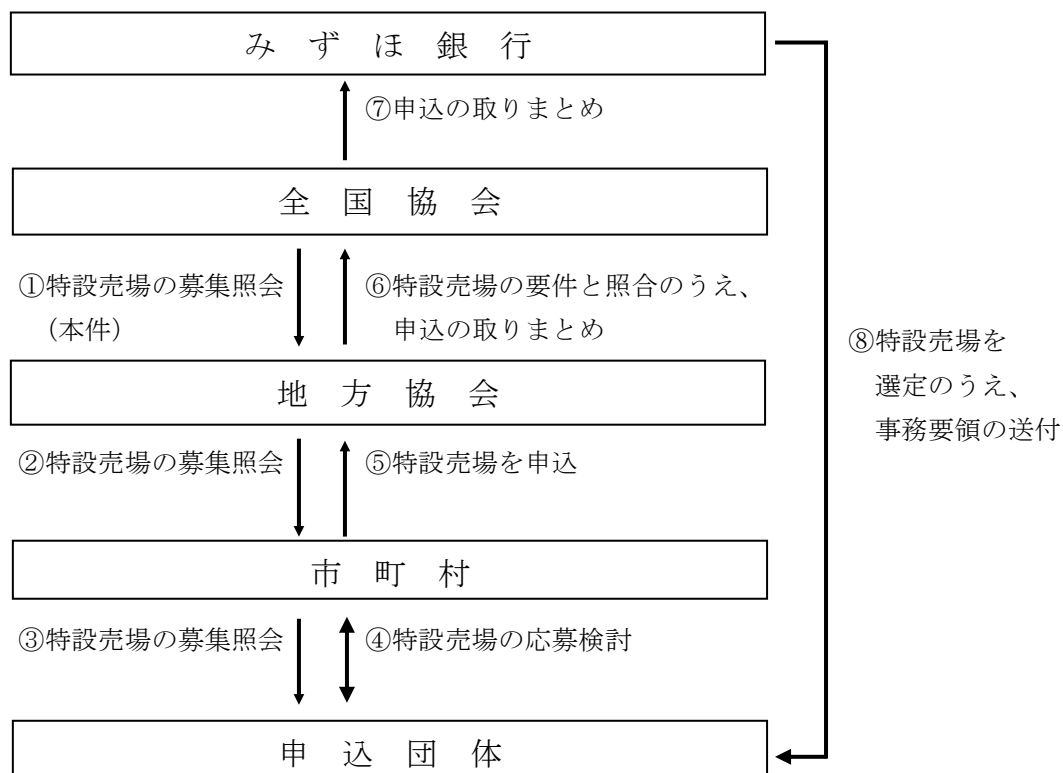 みずほ銀行
⑦申込の取りまとめ
全国協会
①特設売場の募集照会
(本件)
⑥特設売場の要件と照合のうえ、
申込の取りまとめ
地方協会
②特設売場の募集照会
⑤特設売場を申込
市町村
③特設売場の募集照会
④特設売場の応募検討
申込団体
⑧特設売場を
選定のうえ、
事務要領の送付